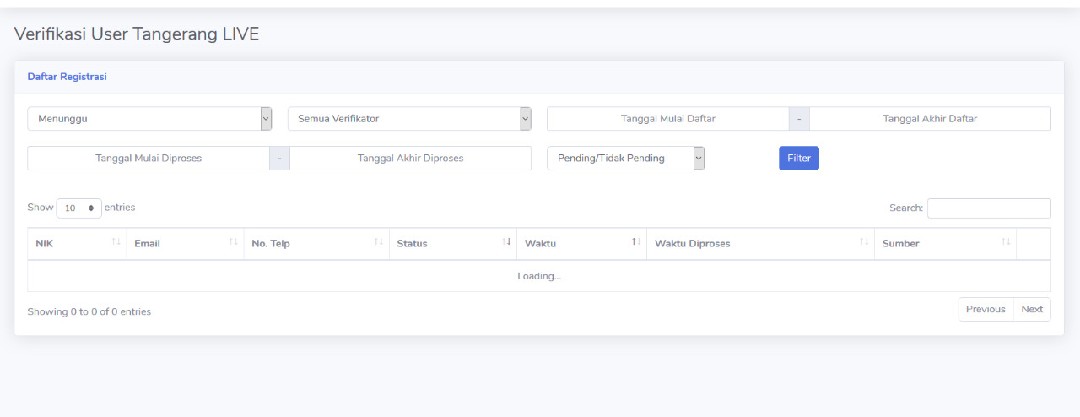 Verifikasi User Tangerang LIVE
Daftar Registrasi
Menunggu Semua Verifikator Tanggal Mulai Daftar - Tanggal Akhir Daftar
Tanggal Mulai Diproses - Tanggal Akhir Diproses Pending/Tidak Pending Filter
Show 10 entries Search:
NIK Email No. Telp Status Waktu Waktu Diproses Sumber
Loading...
Showing 0 to 0 of 0 entries Previous Next